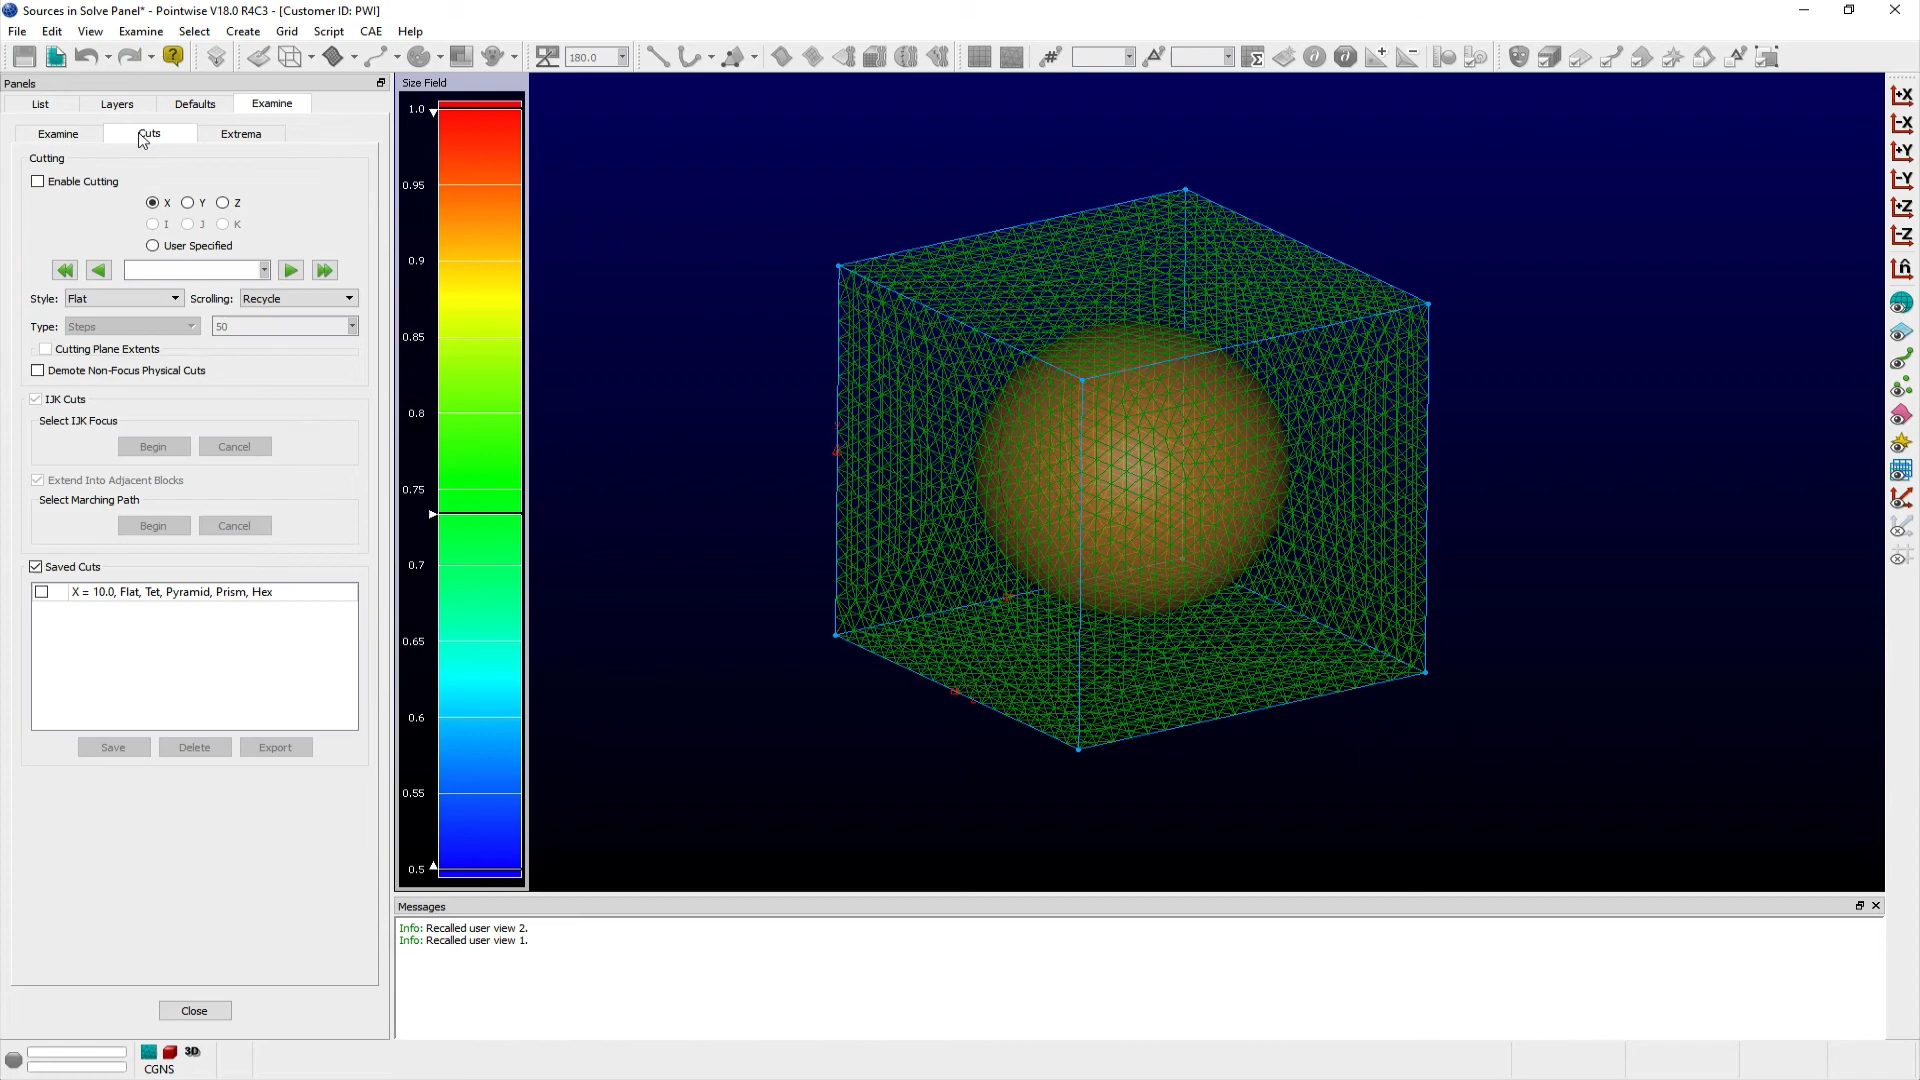 Sources in Solve Panel* - Pointwise V18.0 R4C3 - [Customer ID: PWI]
File Edit View Examine Select Create Grid Script CAE Help
180.0
Panels
List Layers Defaults Examine
Examine Cuts Extrema
Cutting
Enable Cutting
X Y Z
I J K
User Specified
Style: Flat Scrolling: Recycle
Type: Steps 50
Cutting Plane Extents
Demote Non-Focus Physical Cuts
IJK Cuts
Select IJK Focus
Begin Cancel
Extend Into Adjacent Blocks
Select Marching Path
Begin Cancel
Saved Cuts
X = 10.0, Flat, Tet, Pyramid, Prism, Hex
Save Delete Export
Close
CGNS
3D
Size Field
1.0
0.95
0.9
0.85
0.8
0.75
0.7
0.65
0.6
0.55
0.5
Messages
Info: Recalled user view 2.
Info: Recalled user view 1.
+X
-X
+Y
-Y
+Z
-Z
n̂